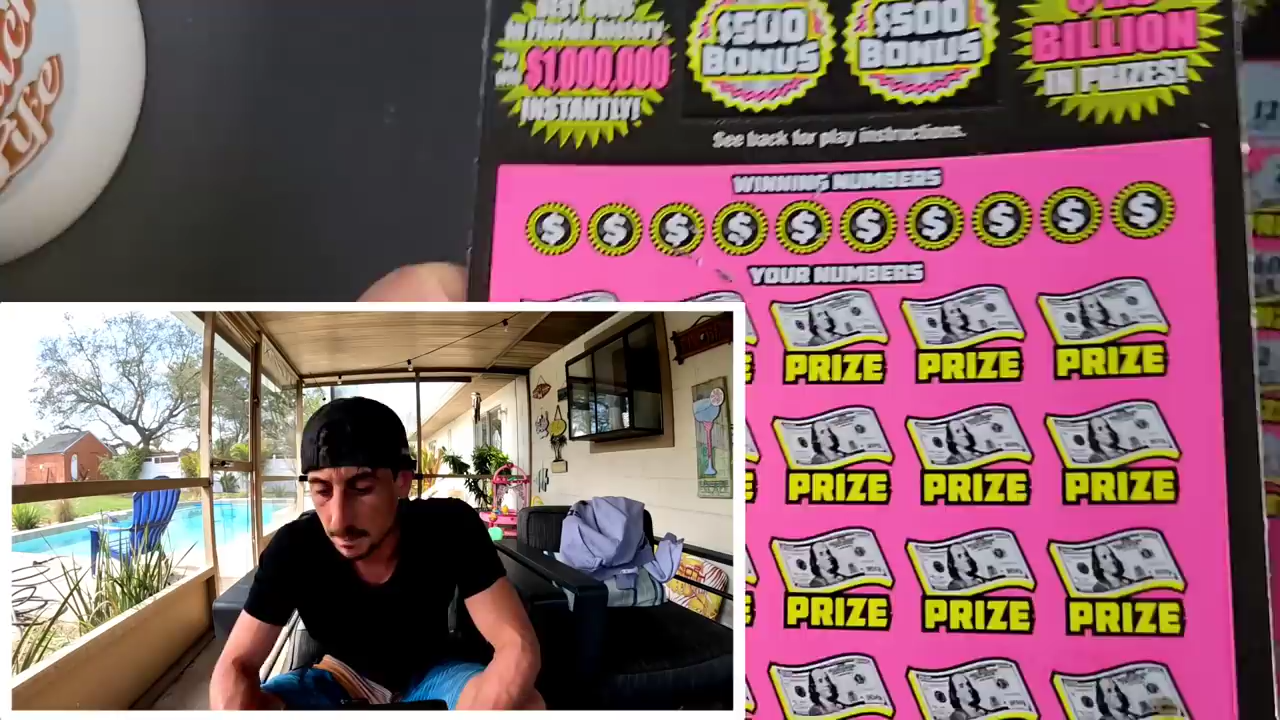 BEST ODDS
in Florida history
to win $1,000,000
INSTANTLY!
$500
BONUS
$500
BONUS
BILLION
IN PRIZES!
See back for play instructions.
WINNING NUMBERS
$ $ $ $ $ $ $ $ $ $
YOUR NUMBERS
PRIZE PRIZE PRIZE
PRIZE PRIZE PRIZE
PRIZE PRIZE PRIZE
Life